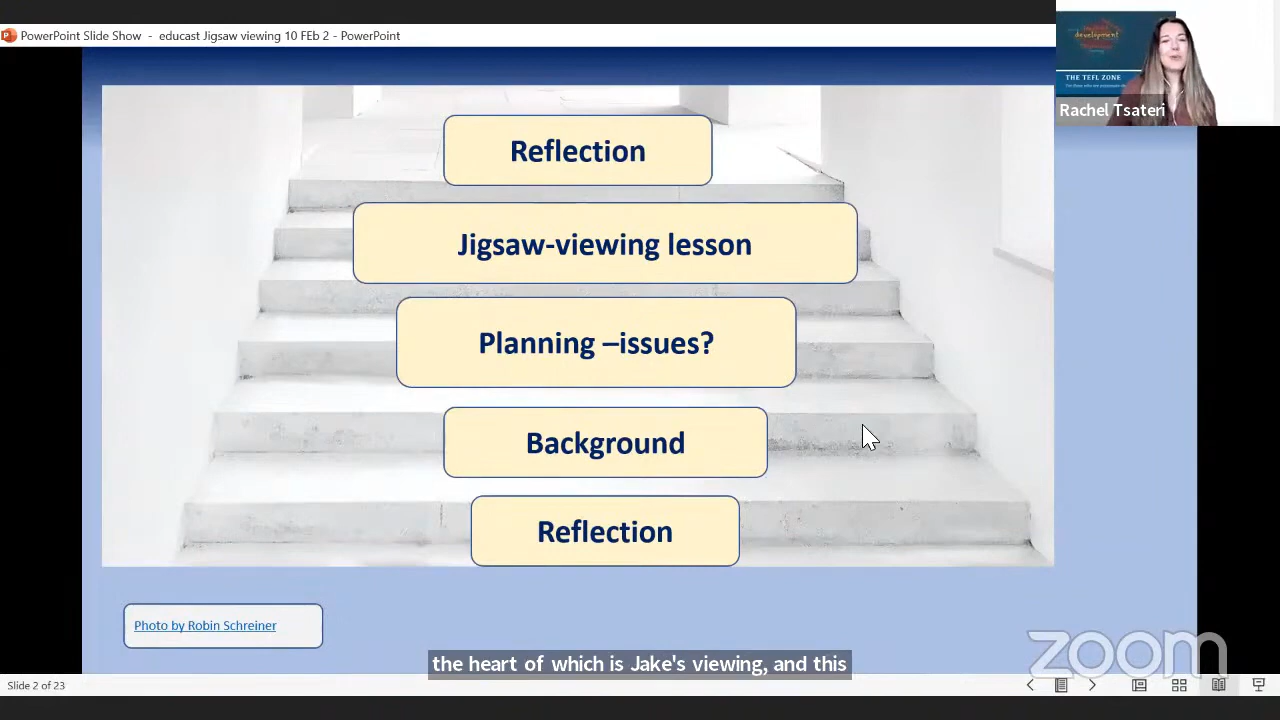 PowerPoint Slide Show - educast Jigsaw viewing 10 FEb 2 - PowerPoint
development
THE TEFL ZONE
Rachel Tsateri
Reflection
Jigsaw-viewing lesson
Planning –issues?
Background
Reflection
Photo by Robin Schreiner
the heart of which is Jake's viewing, and this
zoom
Slide 2 of 23